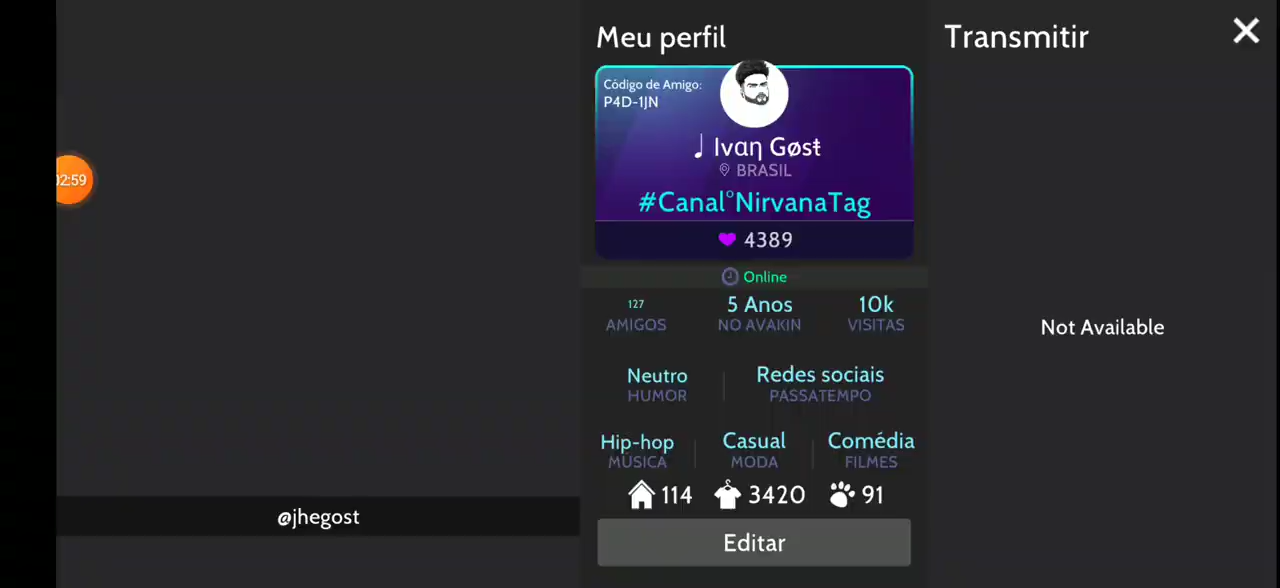 02:59
@jhegost
Meu perfil
Código de Amigo:
P4D-1JN
♩ Ivaη Gøst
BRASIL
#Canal°NirvanaTag
4389
Online
127 5 Anos 10k
AMIGOS NO AVAKIN VISITAS
Neutro Redes sociais
HUMOR PASSATEMPO
Hip-hop Casual Comédia
MÚSICA MODA FILMES
114 3420 91
Editar
Transmitir
Not Available